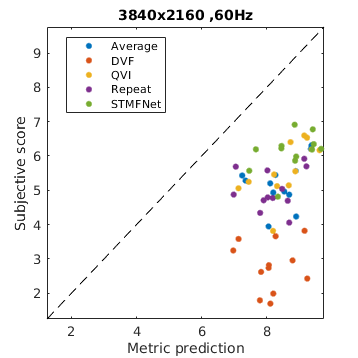 3840x2160 ,60Hz
Average
DVF
QVI
Repeat
STMFNet
Subjective score
9
8
7
6
5
4
3
2
2
4
6
8
Metric prediction